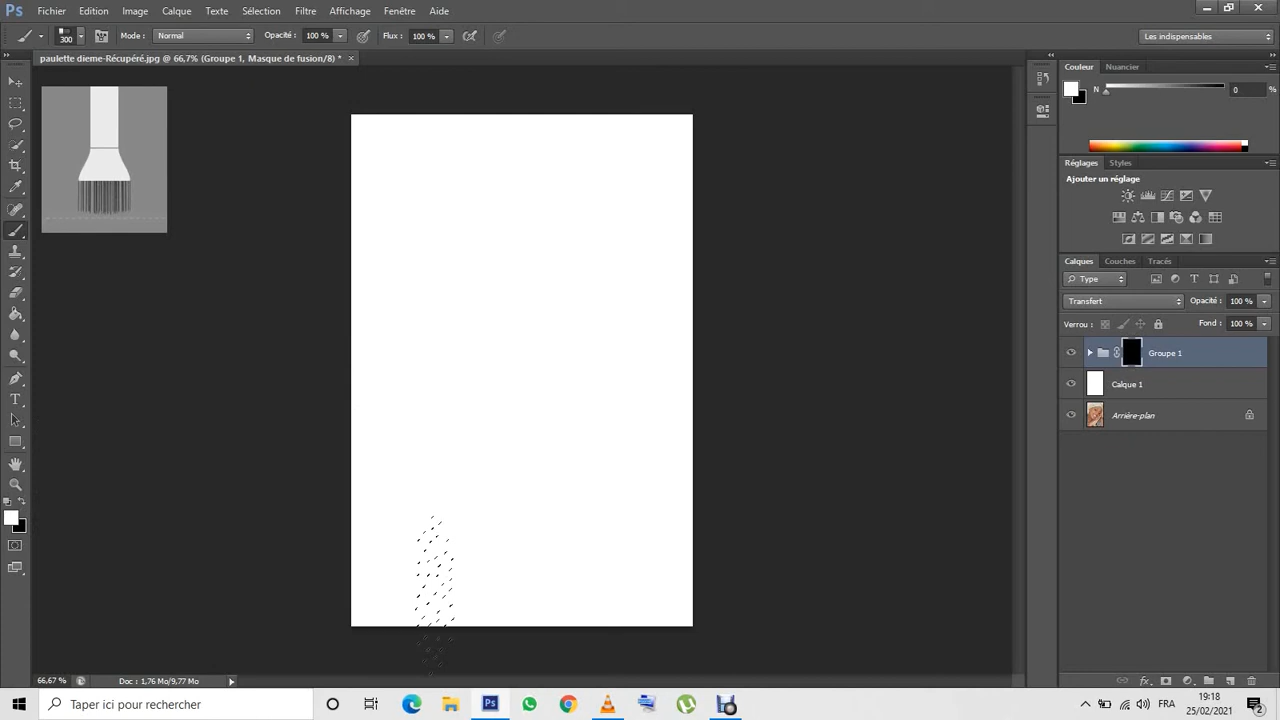 Ps Fichier Edition Image Calque Texte Sélection Filtre Affichage Fenêtre Aide
300 Mode : Normal Opacité : 100 % Flux : 100 % Les indispensables
paulette dieme-Récupéré.jpg @ 66,7% (Groupe 1, Masque de fusion/8) * ×
Couleur Nuancier
N 0 %
Réglages Styles
Ajouter un réglage
Calques Couches Tracés
Type
Transfert Opacité : 100 %
Verrou : Fond : 100 %
Groupe 1
Calque 1
Arrière-plan
66,67 % Doc : 1,76 Mo/9,77 Mo
Taper ici pour rechercher
Ps
FRA
19:18
25/02/2021
2